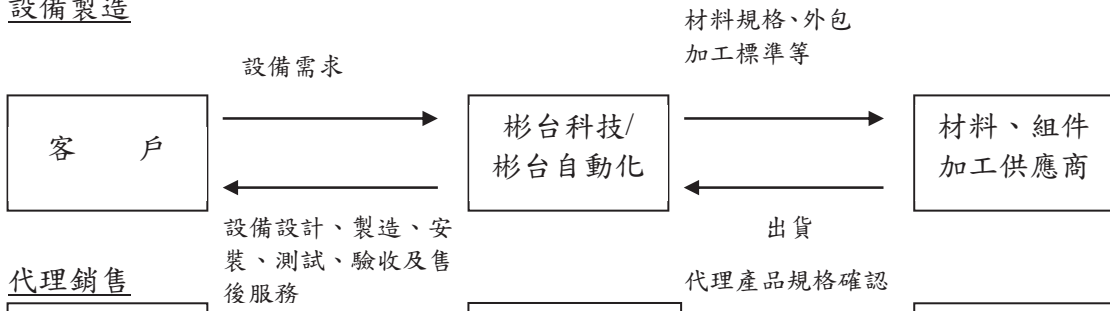 設備製造
材料規格、外包
加工標準等
設備需求
客 戶
彬台科技/
彬台自動化
材料、組件
加工供應商
設備設計、製造、安
裝、測試、驗收及售
後服務
出貨
代理銷售
代理產品規格確認